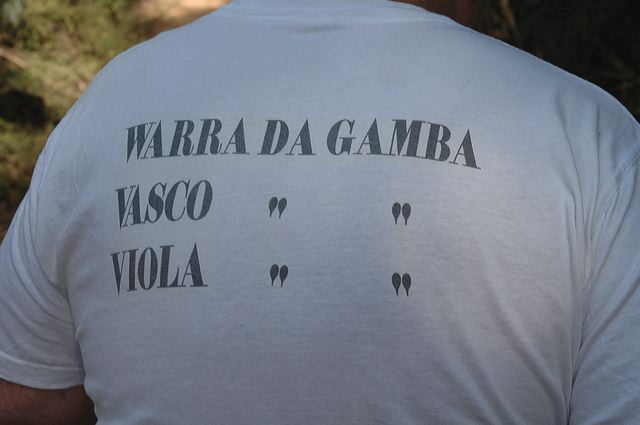 WARRA DA GAMBA
VASCO " "
VIOLA " "